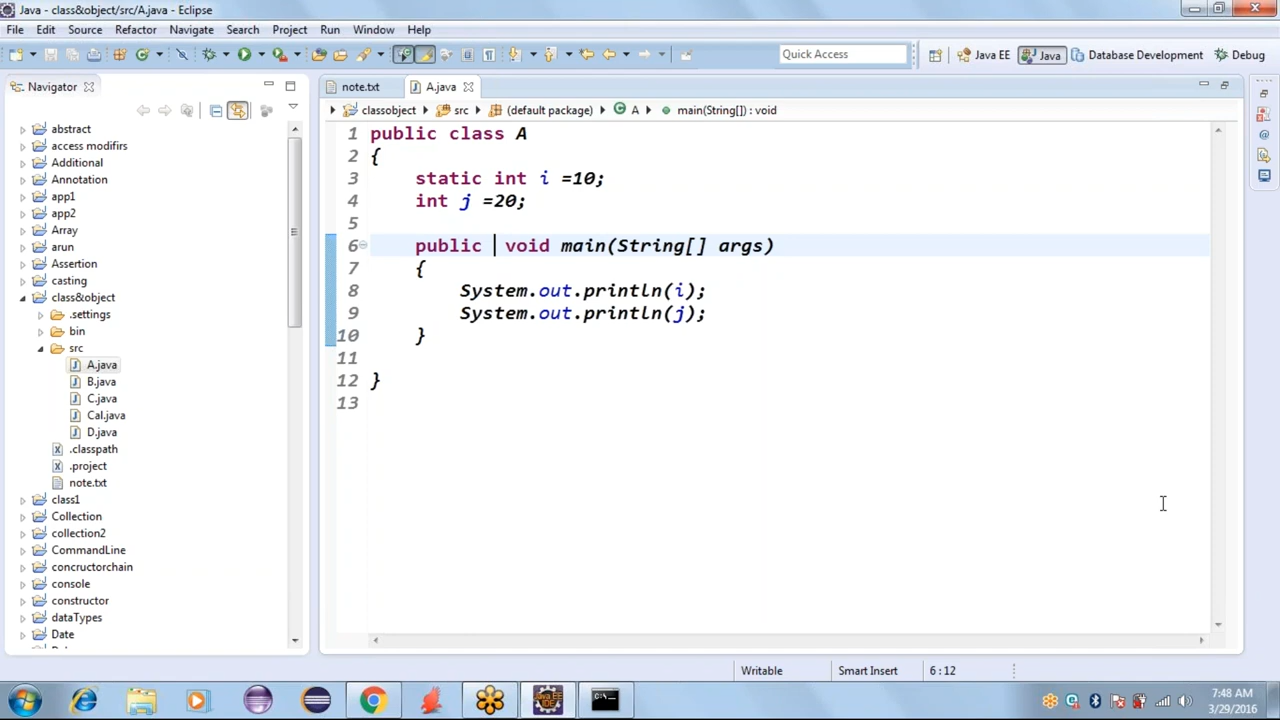 Java - class&object/src/A.java - Eclipse
File Edit Source Refactor Navigate Search Project Run Window Help
Quick Access Java EE Java Database Development Debug
Navigator note.txt A.java
classobject src (default package) A main(String[]) : void
abstract
access modifirs
Additional
Annotation
app1
app2
Array
arun
Assertion
casting
class&object
.settings
bin
src
A.java
B.java
C.java
Cal.java
D.java
.classpath
.project
note.txt
class1
Collection
collection2
CommandLine
concructorchain
console
constructor
dataTypes
Date
1 public class A
2 {
3 static int i =10;
4 int j =20;
5
6 public void main(String[] args)
7 {
8 System.out.println(i);
9 System.out.println(j);
10 }
11
12 }
13
Writable Smart Insert 6 : 12
7:48 AM
3/29/2016